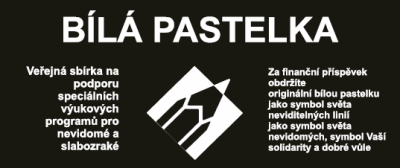 BÍLÁ PASTELKA
Veřejná sbírka na
podporu
speciálních
výukových
programů pro
nevidomé a
slabozraké
Za finanční příspěvek
obdržíte
originální bílou pastelku
jako symbol světa
neviditelných linií
jako symbol světa
nevidomých, symbol Vaší
solidarity a dobré vůle